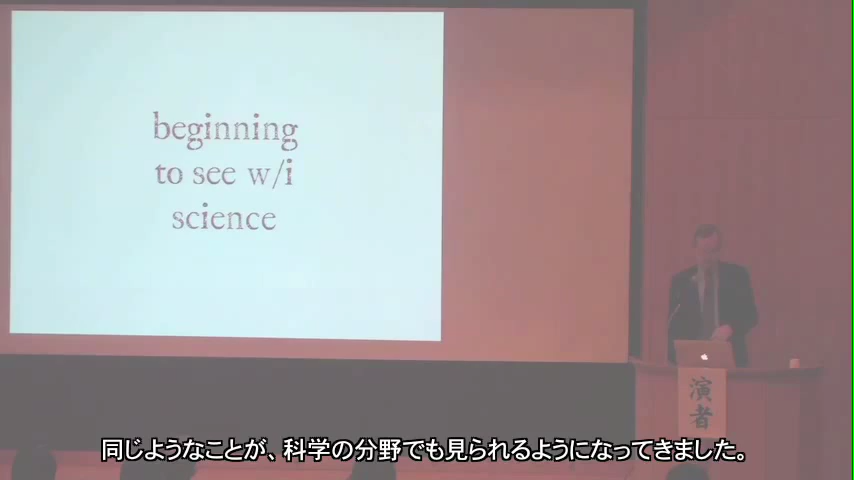 beginning
to see w/i
science
演
者
同じようなことが、科学の分野でも見られるようになってきました。